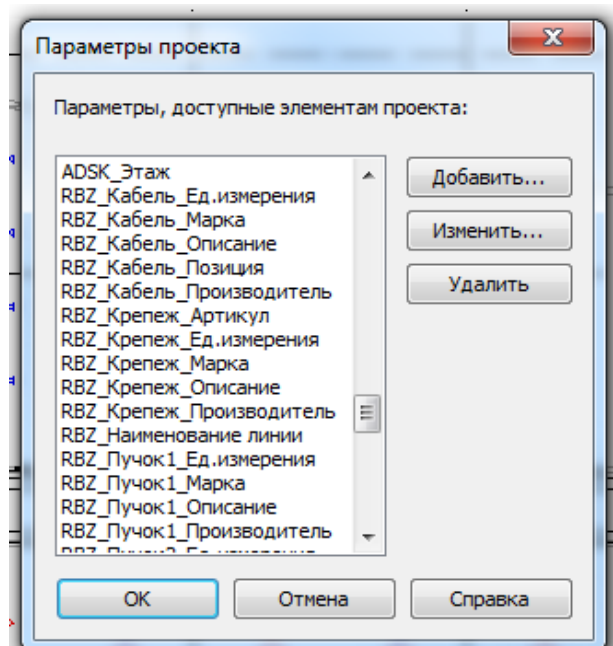 Параметры проекта
Параметры, доступные элементам проекта:
ADSK_Этаж
RBZ_Кабель_Ед.измерения
RBZ_Кабель_Марка
RBZ_Кабель_Описание
RBZ_Кабель_Позиция
RBZ_Кабель_Производитель
RBZ_Крепеж_Артикул
RBZ_Крепеж_Ед.измерения
RBZ_Крепеж_Марка
RBZ_Крепеж_Описание
RBZ_Крепеж_Производитель
RBZ_Наименование линии
RBZ_Пучок1_Ед.измерения
RBZ_Пучок1_Марка
RBZ_Пучок1_Описание
RBZ_Пучок1_Производитель
Добавить...
Изменить...
Удалить
OK
Отмена
Справка